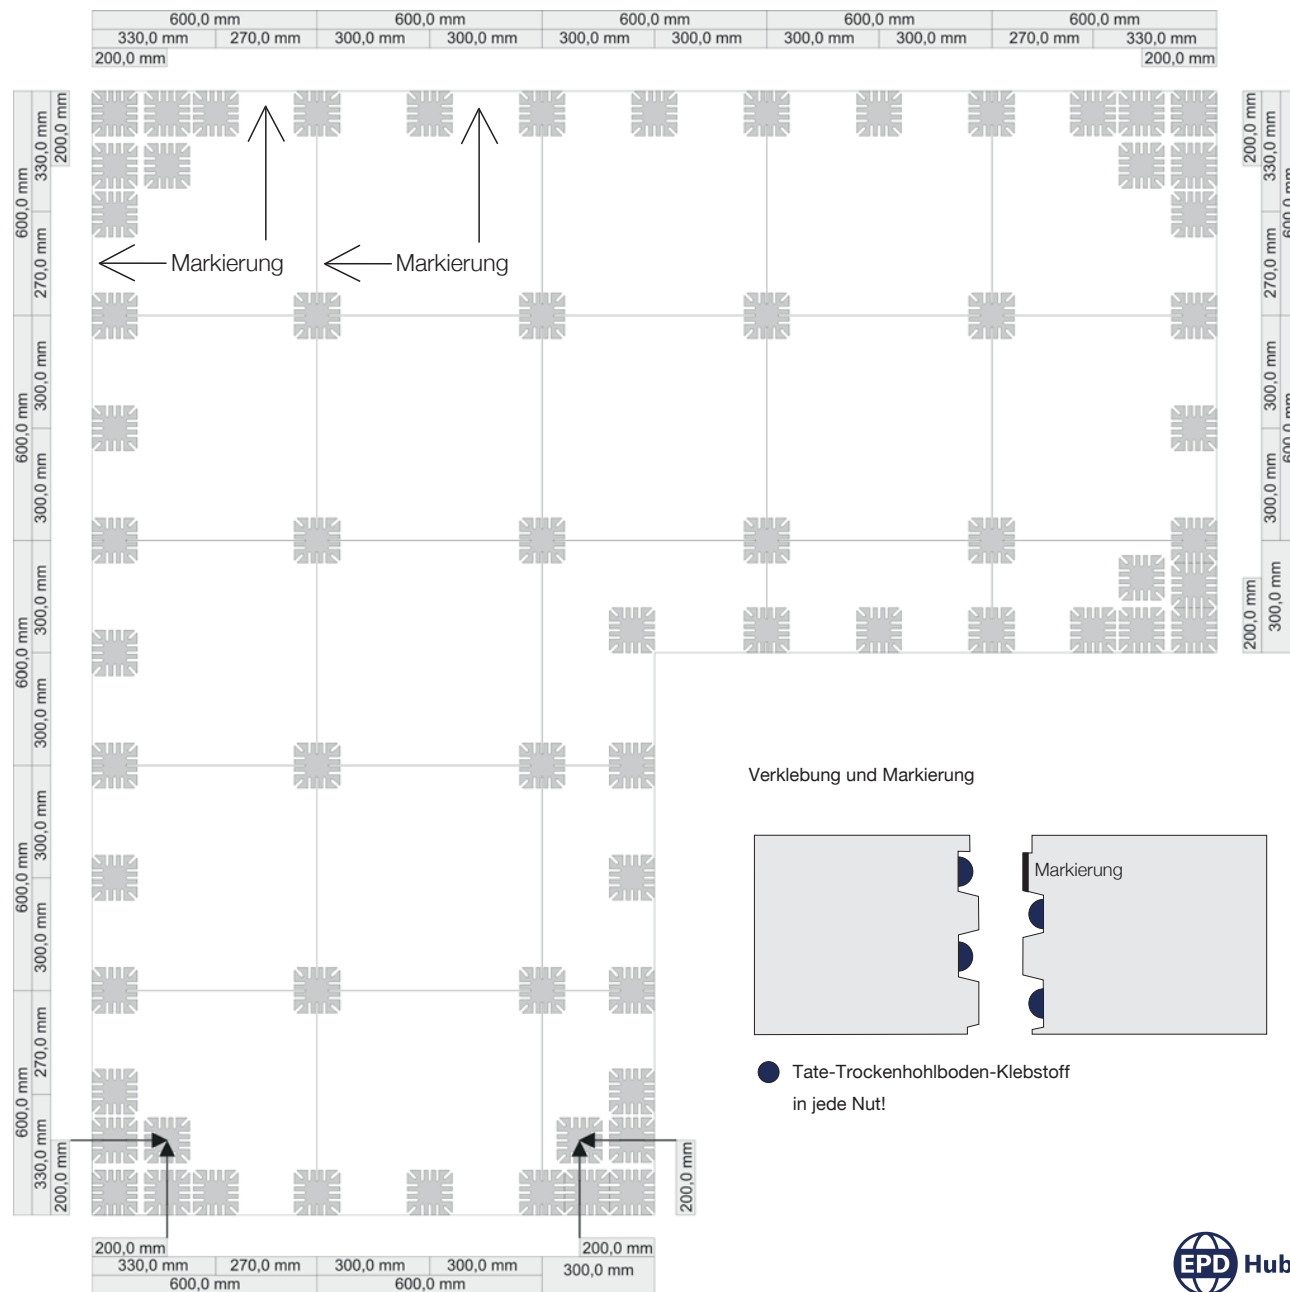 600,0 mm 600,0 mm 600,0 mm 600,0 mm 600,0 mm
330,0 mm 270,0 mm 300,0 mm 300,0 mm 300,0 mm 300,0 mm 300,0 mm 300,0 mm 270,0 mm 330,0 mm
200,0 mm 200,0 mm
600,0 mm
600,0 mm
600,0 mm
600,0 mm
600,0 mm
330,0 mm
270,0 mm
300,0 mm
300,0 mm
300,0 mm
300,0 mm
300,0 mm
300,0 mm
270,0 mm
330,0 mm
200,0 mm
200,0 mm
Markierung Markierung
200,0 mm
200,0 mm
330,0 mm
270,0 mm
300,0 mm
300,0 mm
300,0 mm
600,0 mm
600,0 mm
Verklebung und Markierung
Markierung
Tate-Trockenhohlboden-Klebstoff
in jede Nut!
200,0 mm
200,0 mm 200,0 mm
330,0 mm 270,0 mm 300,0 mm 300,0 mm 300,0 mm
600,0 mm 600,0 mm
EPD Hub